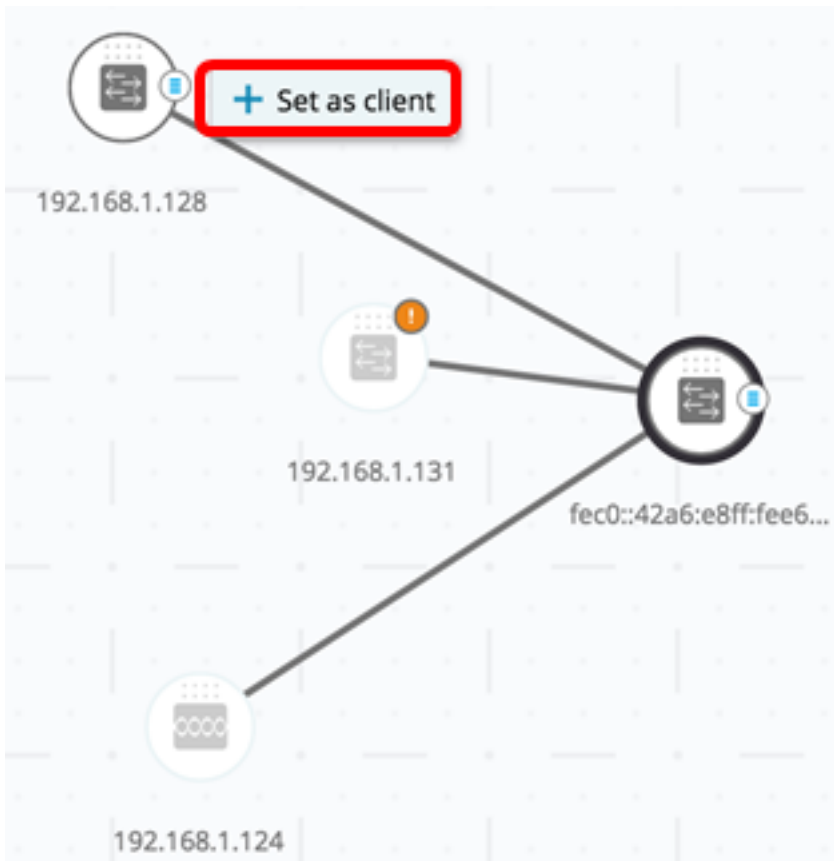 + Set as client
192.168.1.128
!
192.168.1.131
fec0::42a6:e8ff:fee6...
192.168.1.124